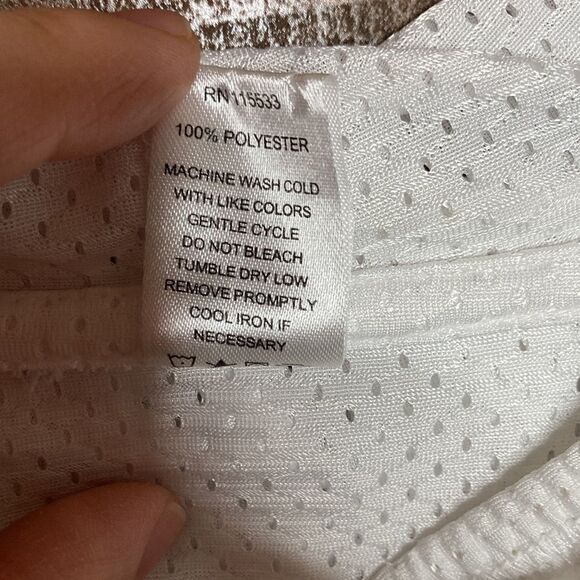 RN 115533
100% POLYESTER
MACHINE WASH COLD
WITH LIKE COLORS
GENTLE CYCLE
DO NOT BLEACH
TUMBLE DRY LOW
REMOVE PROMPTLY
COOL IRON IF
NECESSARY